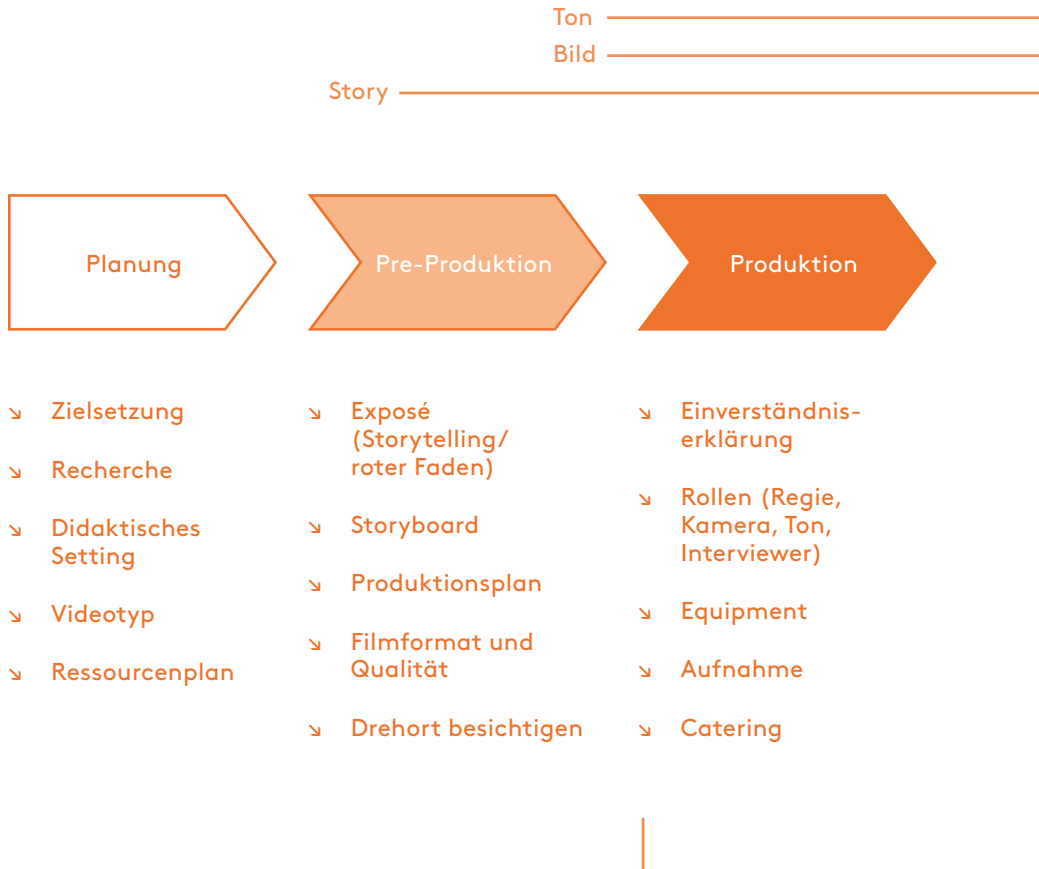 Ton
Bild
Story
Planung
Pre-Produktion
Produktion
Zielsetzung
Recherche
Didaktisches
Setting
Videotyp
Ressourcenplan
Exposé
(Storytelling/
roter Faden)
Storyboard
Produktionsplan
Filmformat und
Qualität
Drehort besichtigen
Einverständnis-
erklärung
Rollen (Regie,
Kamera, Ton,
Interviewer)
Equipment
Aufnahme
Catering